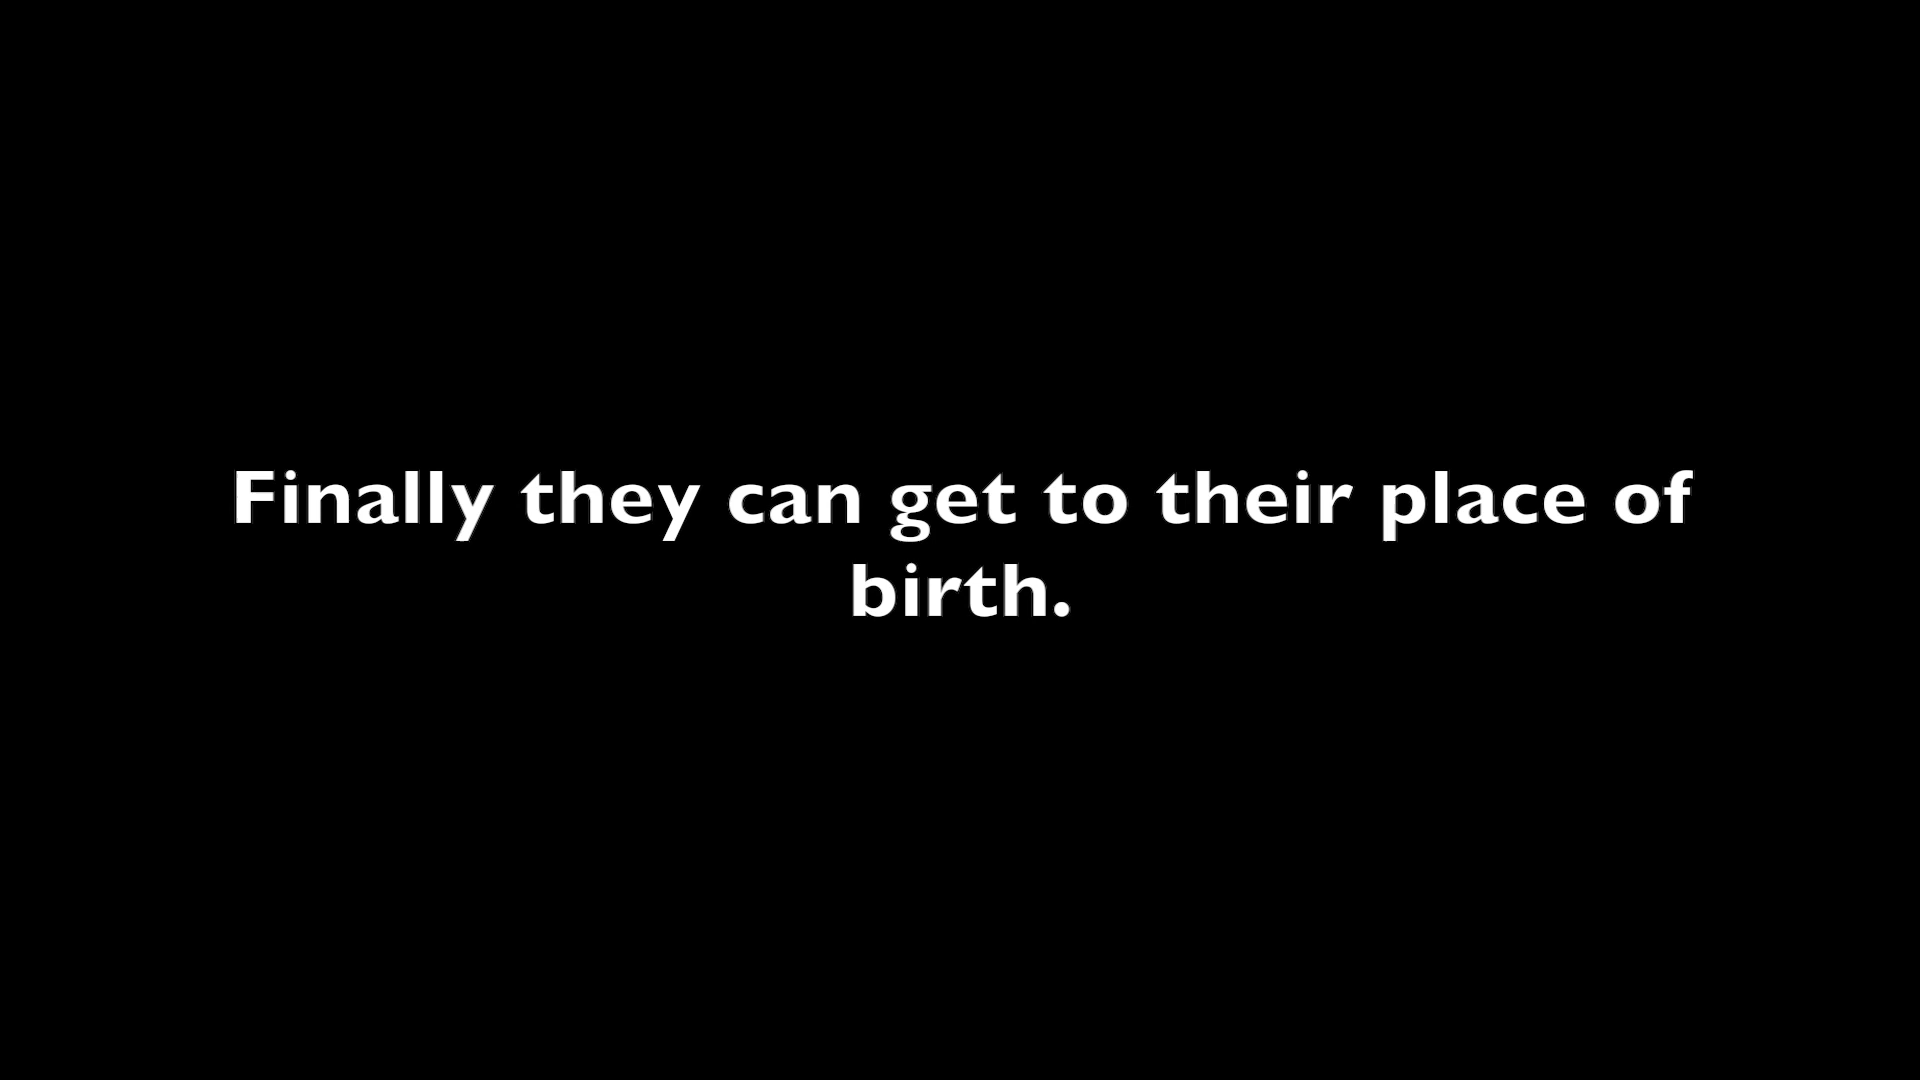 Finally they can get to their place of
birth.